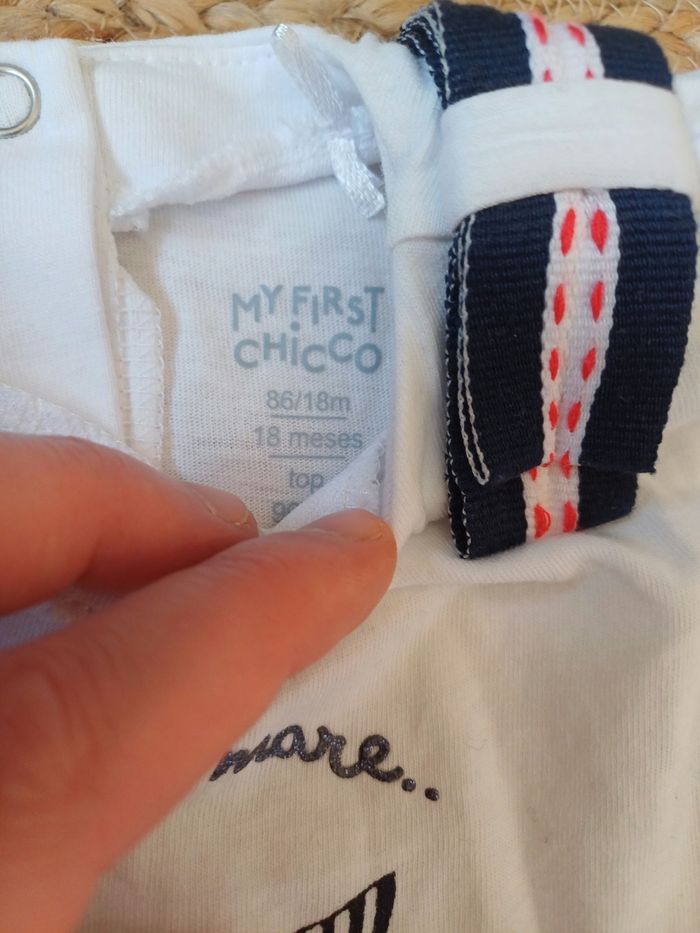 MY FiRST
CHiCCO
86/18m
18 meses
top
mare..